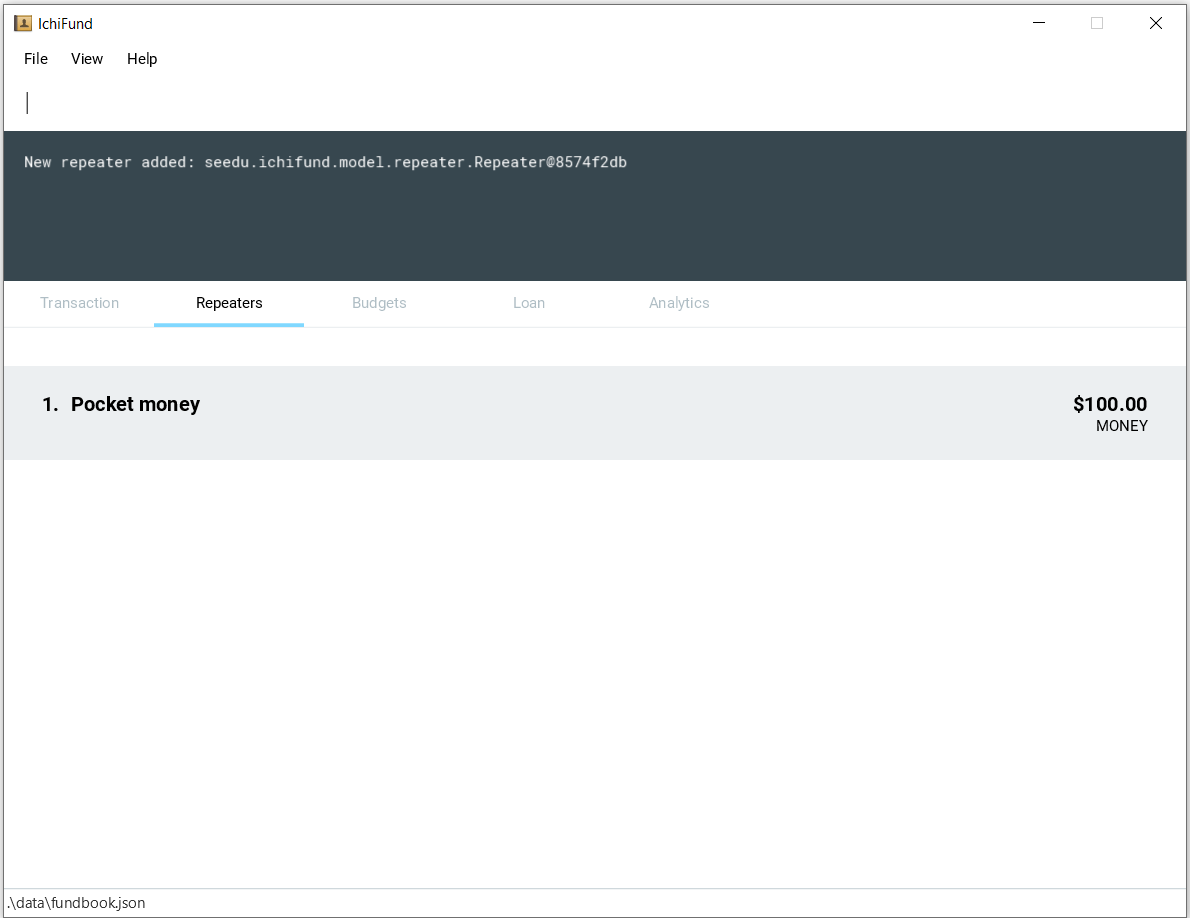 IchiFund
File View Help
New repeater added: seedu.ichifund.model.repeater.Repeater@8574f2db
Transaction Repeaters Budgets Loan Analytics
1. Pocket money $100.00
MONEY
.\data\fundbook.json